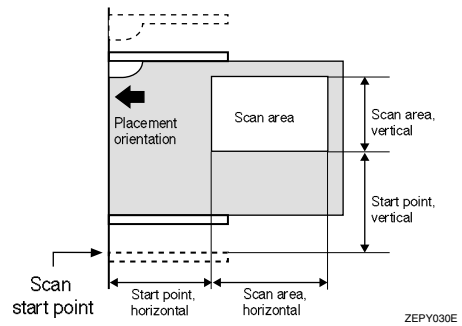 Placement
orientation
Scan area
Scan area,
vertical
Start point,
vertical
Scan
start point
Start point,
horizontal
Scan area,
horizontal
ZEPY030E